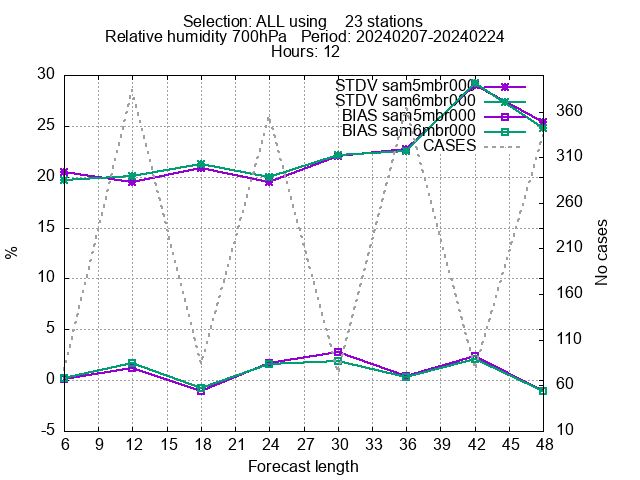 Selection: ALL using    23 stations
Relative humidity 700hPa   Period: 20240207-20240224
Hours: 12
STDV sam5mbr000
STDV sam6mbr000
BIAS sam5mbr000
BIAS sam6mbr000
CASES
30
25
20
15
10
5
0
-5
%
360
310
260
210
160
110
60
10
No cases
6 9 12 15 18 21 24 27 30 33 36 39 42 45 48
Forecast length